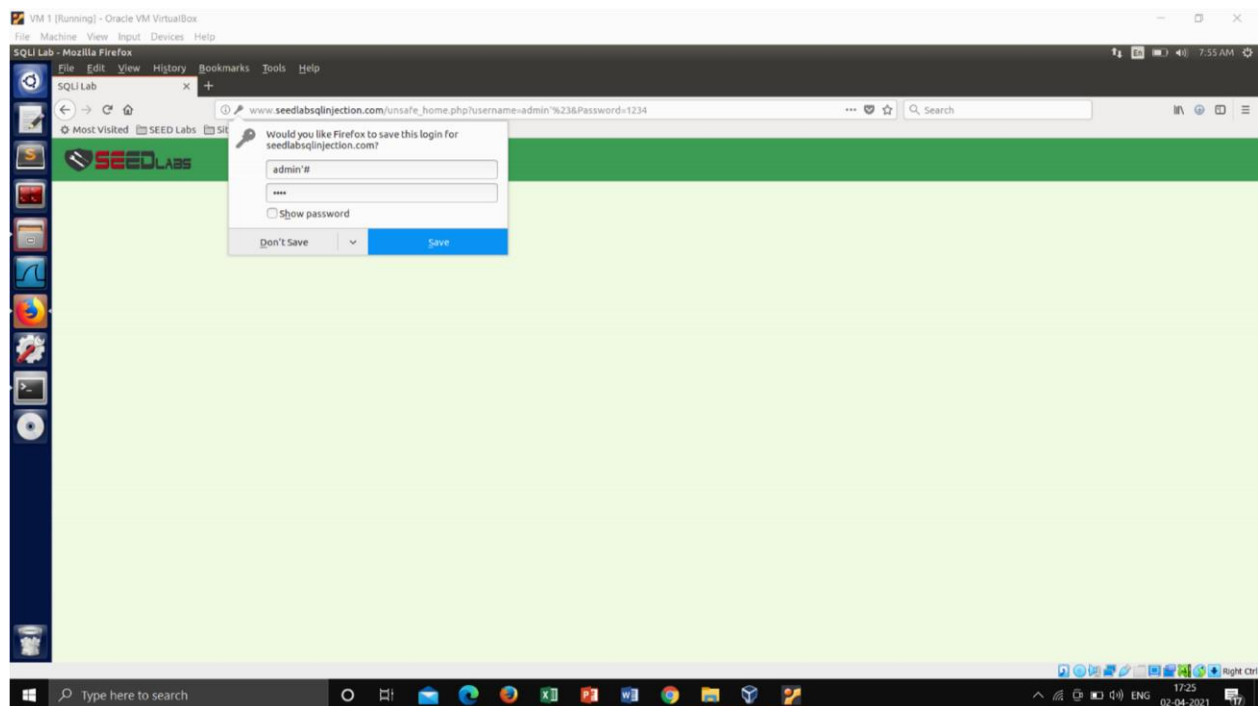 VM 1 [Running] - Oracle VM VirtualBox
File Machine View Input Devices Help
SQLi Lab - Mozilla Firefox
En
7:55 AM
File Edit View History Bookmarks Tools Help
SQLi Lab
www.seedlabsqlinjection.com/unsafe_home.php?username=admin'%23&Password=1234
Search
Most Visited SEED Labs Sit
Would you like Firefox to save this login for
seedlabsqlinjection.com?
SEEDLABS
admin'#
••••
Show password
Don't Save
Save
Right Ctrl
Type here to search
ENG
17:25
02-04-2021
17